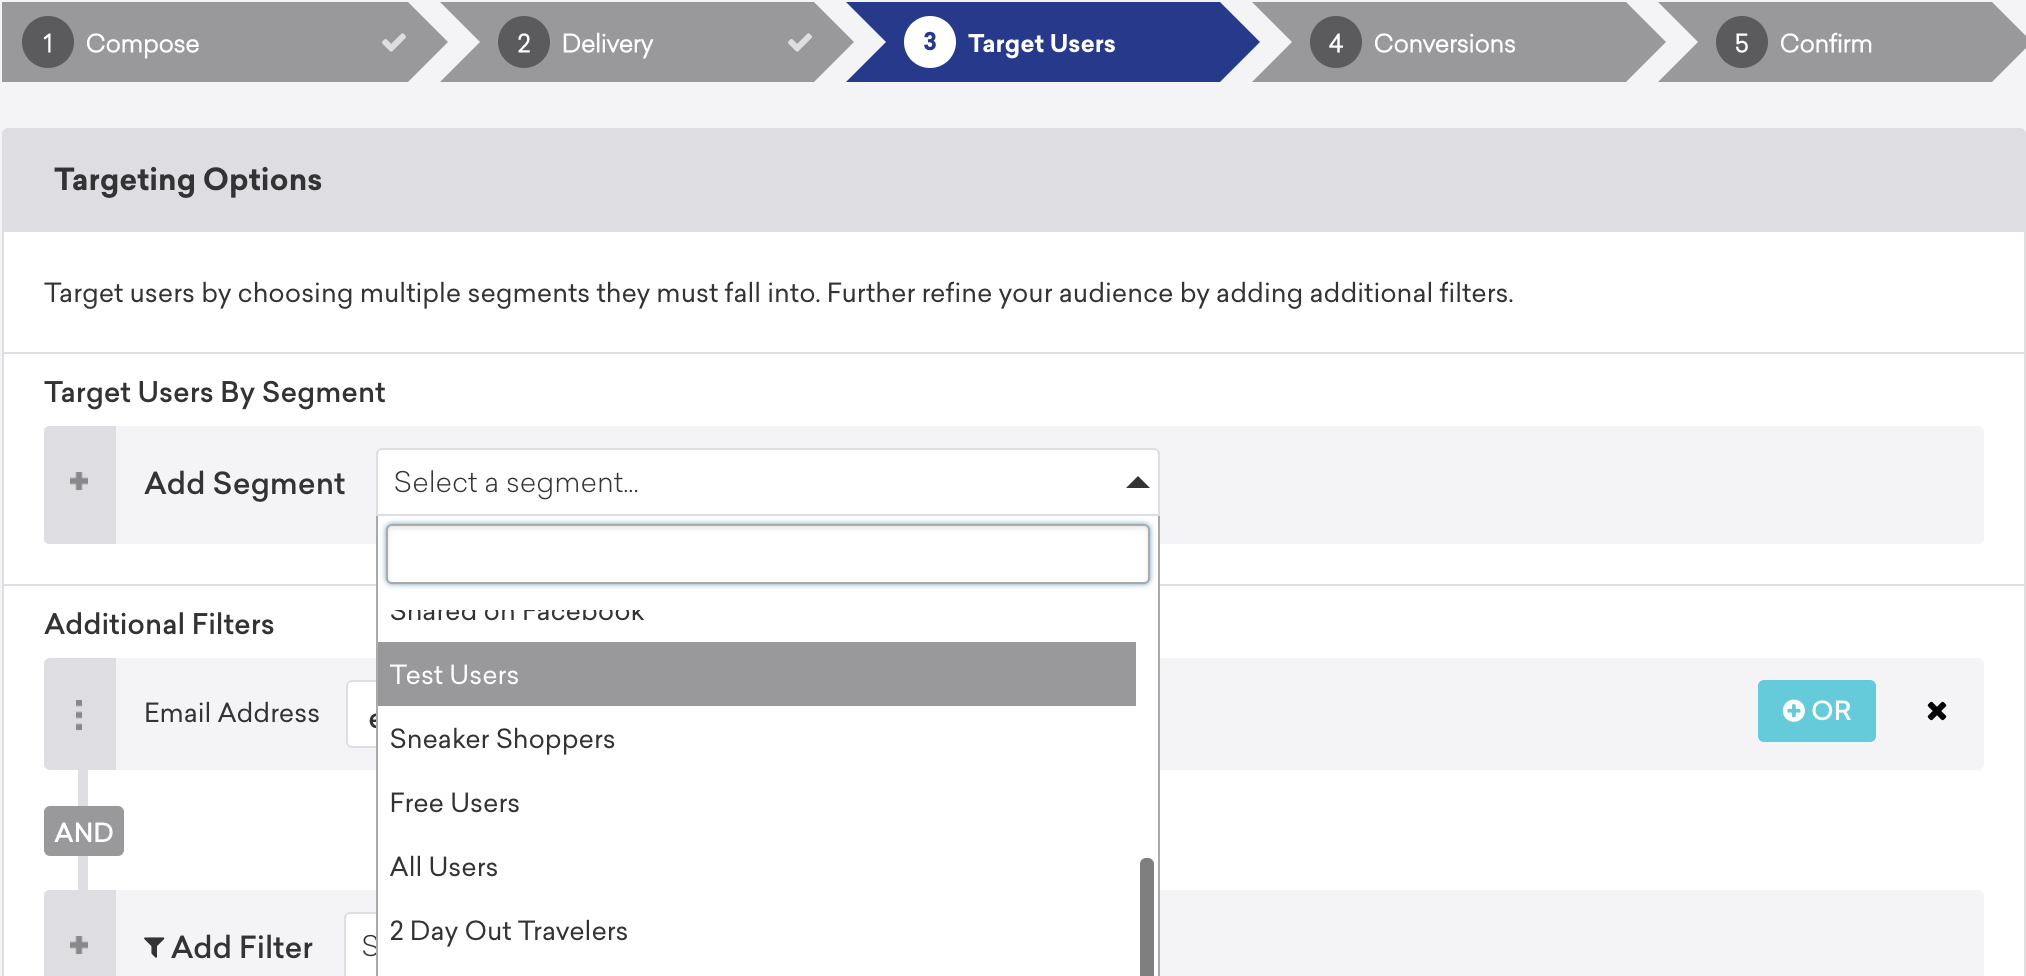 1 Compose
2 Delivery
3 Target Users
4 Conversions
5 Confirm
Targeting Options
Target users by choosing multiple segments they must fall into. Further refine your audience by adding additional filters.
Target Users By Segment
Add Segment
Select a segment...
Shared on Facebook
Test Users
Sneaker Shoppers
Free Users
All Users
2 Day Out Travelers
Additional Filters
Email Address
OR
AND
Add Filter